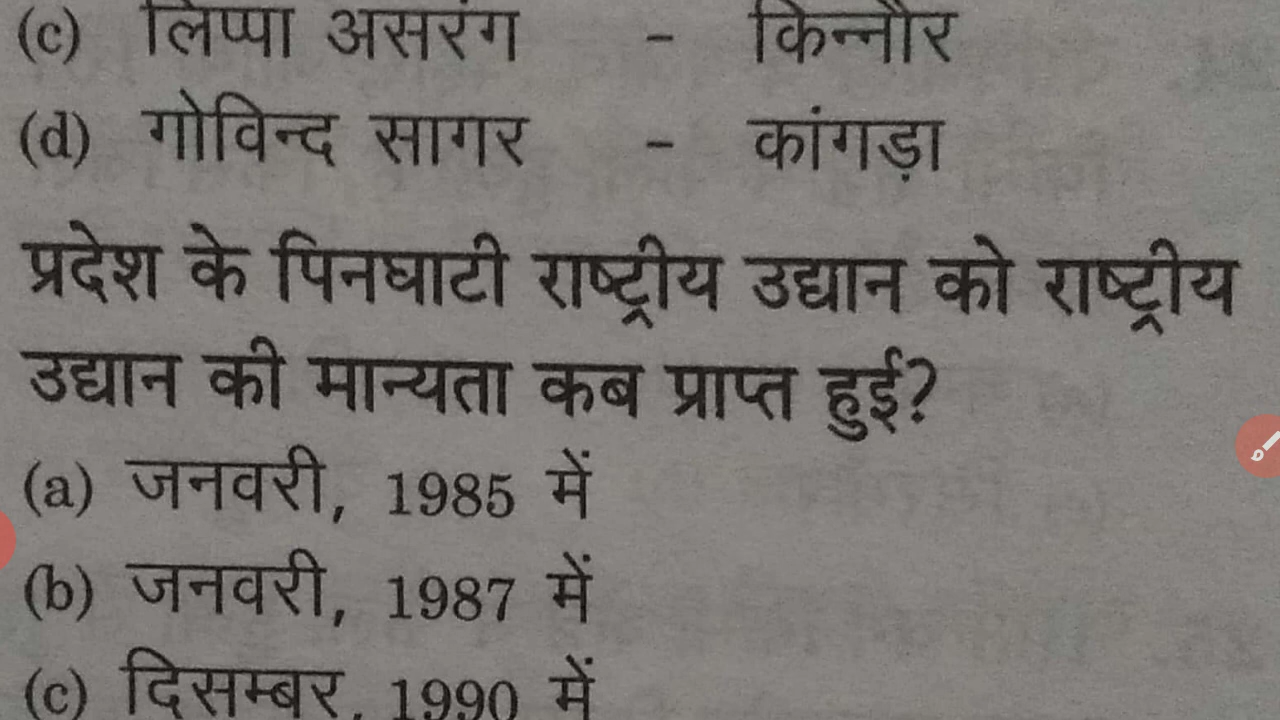 (c) लिप्पा असरंग - किन्नौर
(d) गोविन्द सागर - कांगड़ा
प्रदेश के पिनघाटी राष्ट्रीय उद्यान को राष्ट्रीय
उद्यान की मान्यता कब प्राप्त हुई?
(a) जनवरी, 1985 में
(b) जनवरी, 1987 में
(c) दिसम्बर, 1990 में